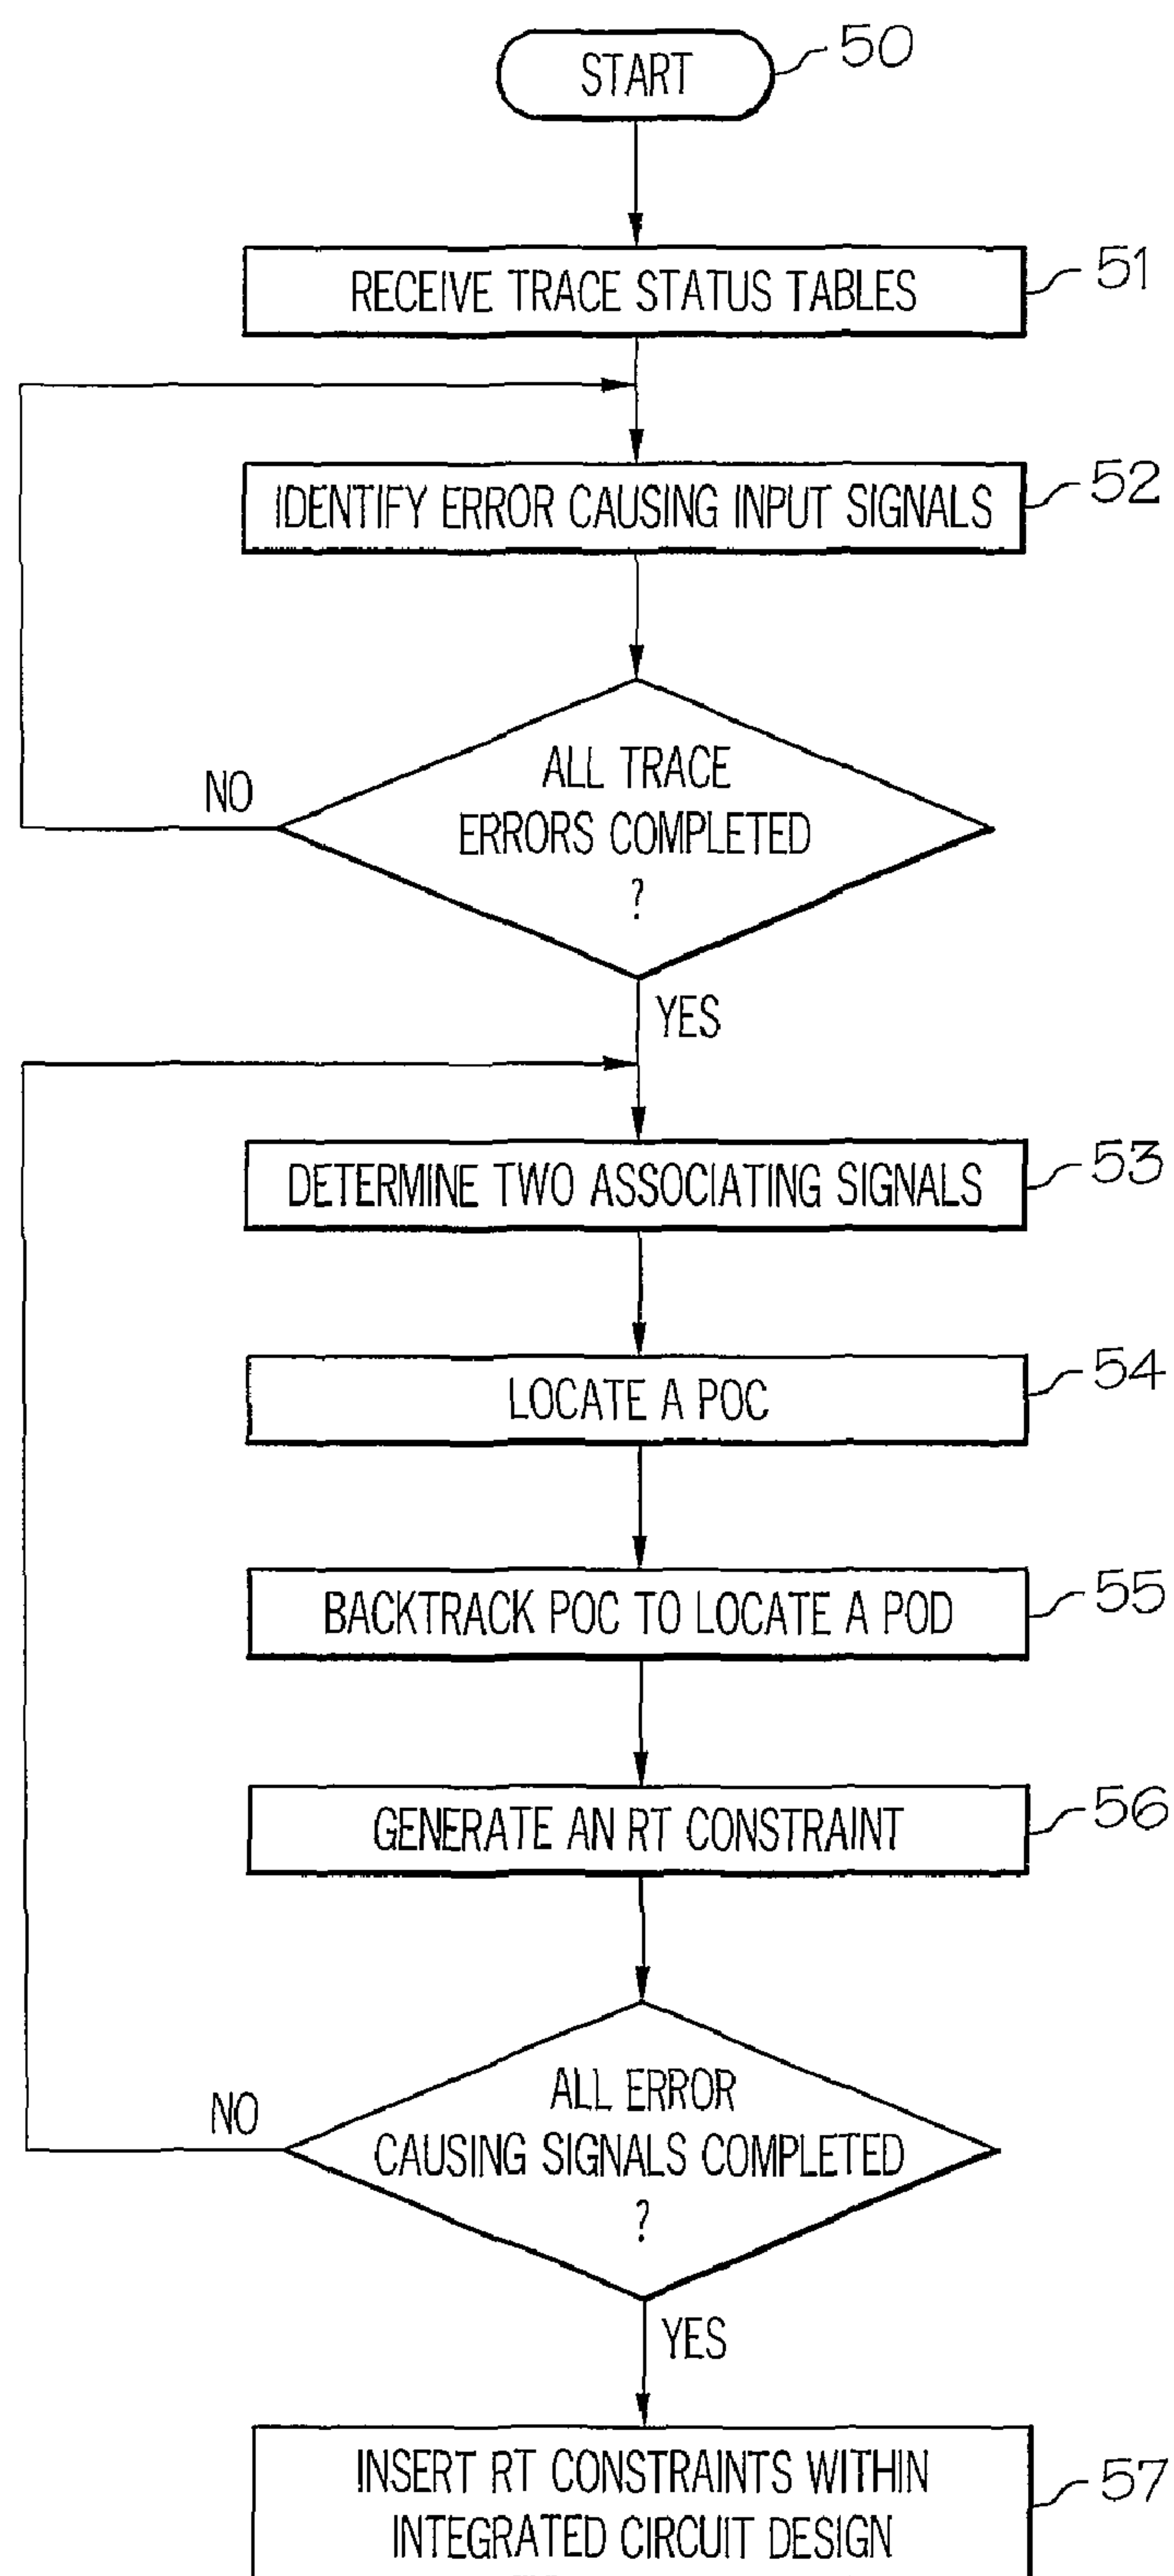 START
50
RECEIVE TRACE STATUS TABLES
51
IDENTIFY ERROR CAUSING INPUT SIGNALS
52
ALL TRACE
ERRORS COMPLETED
?
NO
YES
DETERMINE TWO ASSOCIATING SIGNALS
53
LOCATE A POC
54
BACKTRACK POC TO LOCATE A POD
55
GENERATE AN RT CONSTRAINT
56
ALL ERROR
CAUSING SIGNALS COMPLETED
?
NO
YES
INSERT RT CONSTRAINTS WITHIN
INTEGRATED CIRCUIT DESIGN
57